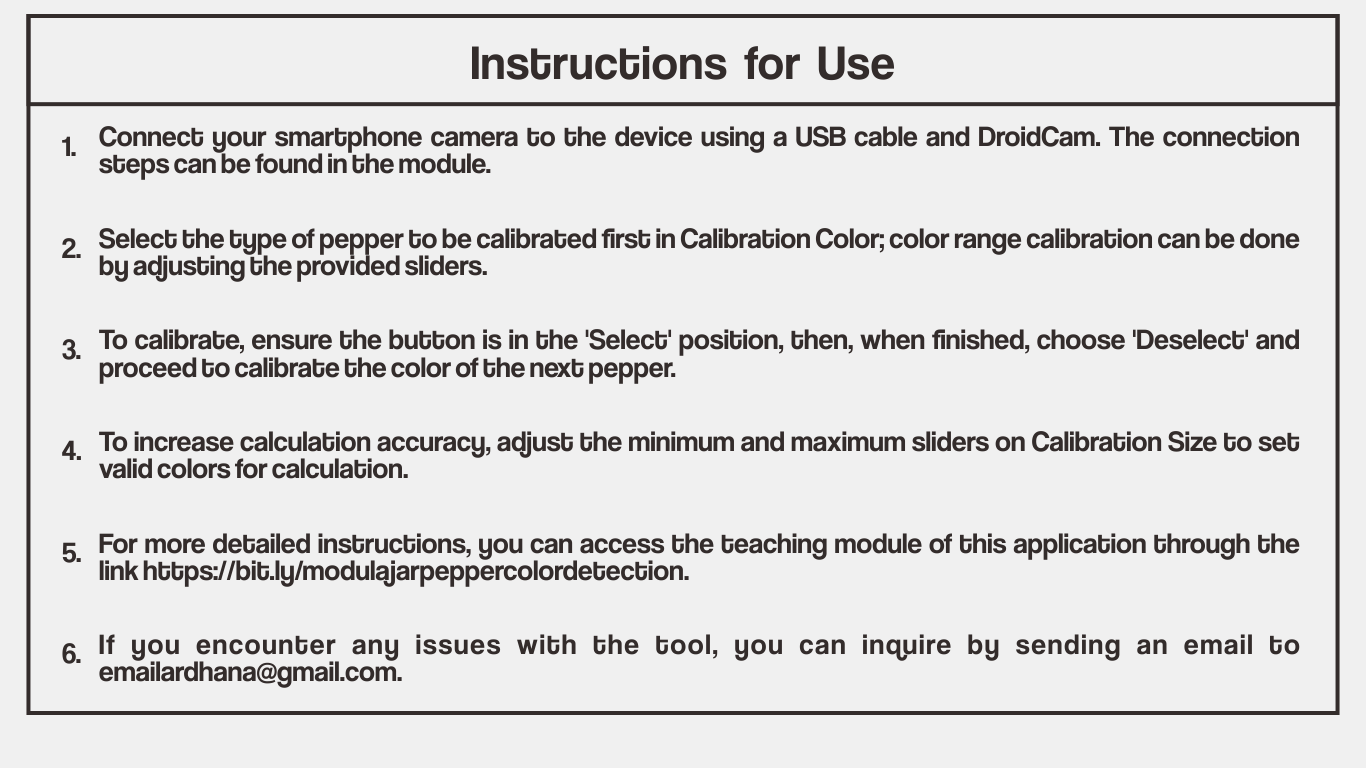 Instructions for Use
1. Connect your smartphone camera to the device using a USB cable and DroidCam. The connection
steps can be found in the module.
2. Select the type of pepper to be calibrated first in Calibration Color; color range calibration can be done
by adjusting the provided sliders.
3. To calibrate, ensure the button is in the 'Select' position, then, when finished, choose 'Deselect' and
proceed to calibrate the color of the next pepper.
4. To increase calculation accuracy, adjust the minimum and maximum sliders on Calibration Size to set
valid colors for calculation.
5. For more detailed instructions, you can access the teaching module of this application through the
link https://bit.ly/modulajarpeppercolordetection.
6. If you encounter any issues with the tool, you can inquire by sending an email to
emailardhana@gmail.com.